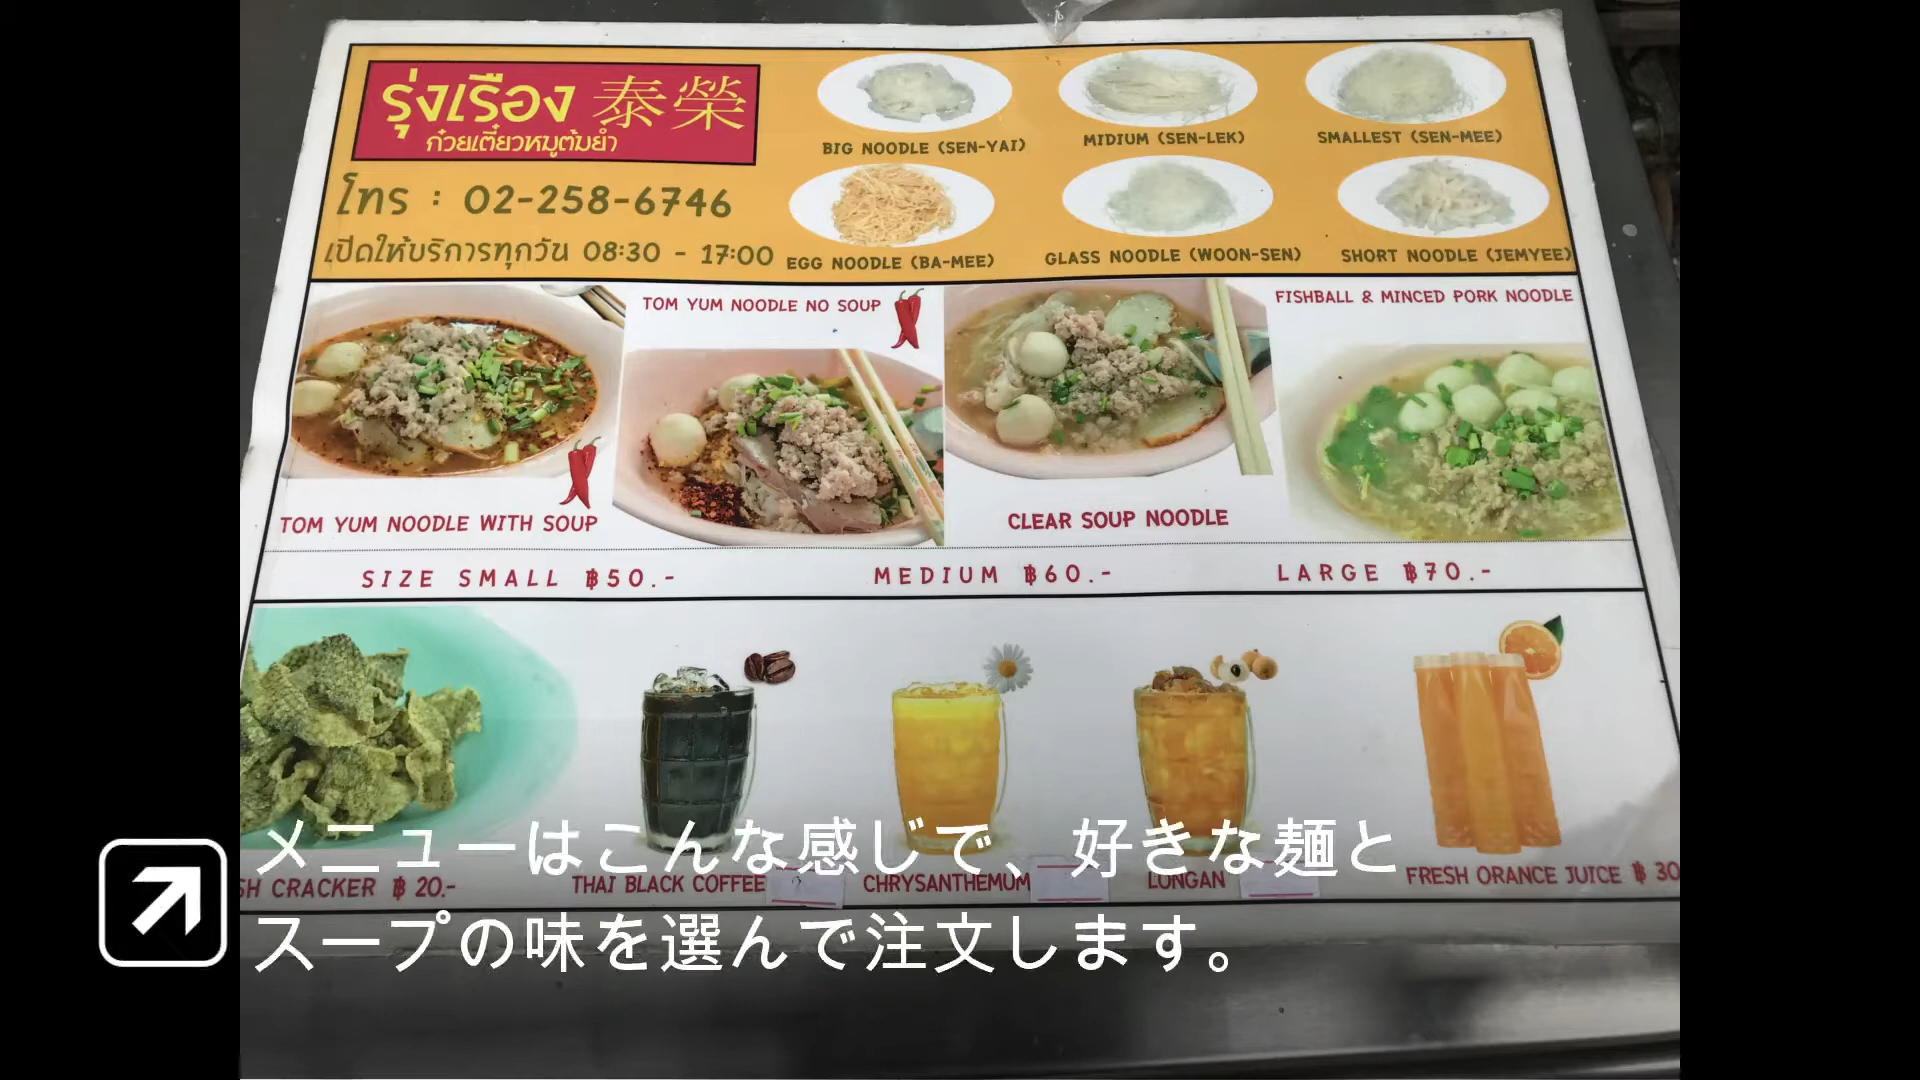 รุ่งเรือง 泰榮
ก๋วยเตี๋ยวหมูต้มยำ
โทร : 02-258-6746
เปิดให้บริการทุกวัน 08:30 - 17:00
BIG NOODLE (SEN-YAI)
MIDIUM (SEN-LEK)
SMALLEST (SEN-MEE)
EGG NOODLE (BA-MEE)
GLASS NOODLE (WOON-SEN)
SHORT NOODLE (JEMYEE)
TOM YUM NOODLE NO SOUP
FISHBALL & MINCED PORK NOODLE
TOM YUM NOODLE WITH SOUP
CLEAR SOUP NOODLE
SIZE SMALL ฿50.-
MEDIUM ฿60.-
LARGE ฿70.-
SH CRACKER ฿ 20.-
THAI BLACK COFFEE
CHRYSANTHEMUM
LONGAN
FRESH ORANCE JUICE ฿ 30
メニューはこんな感じで、好きな麺と
スープの味を選んで注文します。